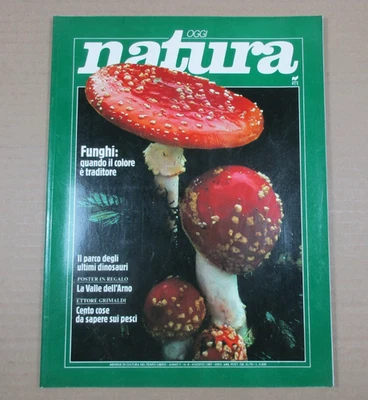 OGGI
natura
Funghi:
quando il colore
è traditore
Il parco degli
ultimi dinosauri
POSTER IN REGALO
La Valle dell'Arno
ETTORE GRIMALDI
Cento cose
da sapere sui pesci